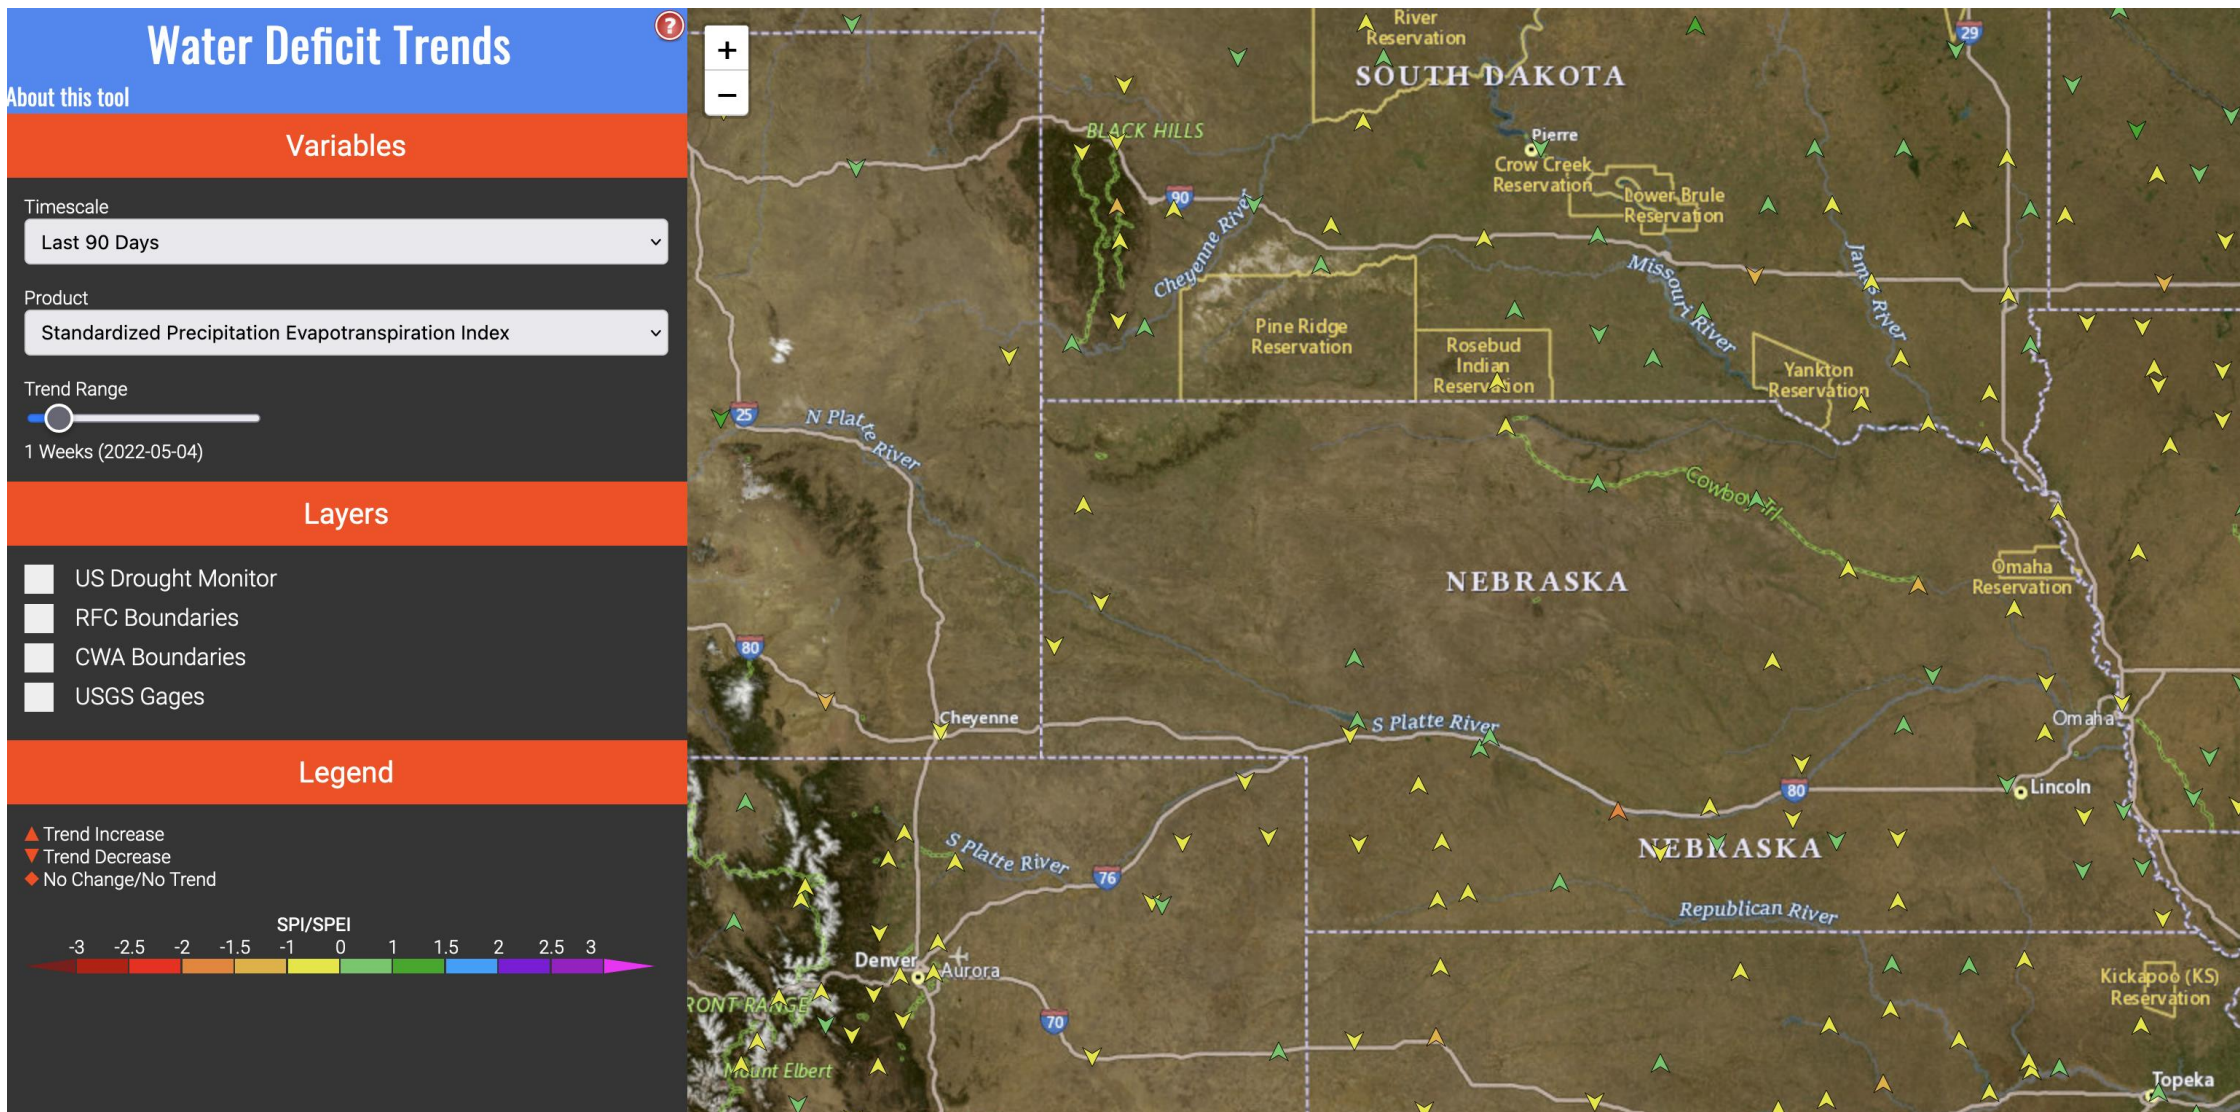 Water Deficit Trends
?
About this tool
Variables
Timescale
Last 90 Days
Product
Standardized Precipitation Evapotranspiration Index
Trend Range
1 Weeks (2022-05-04)
Layers
US Drought Monitor
RFC Boundaries
CWA Boundaries
USGS Gages
Legend
Trend Increase
Trend Decrease
No Change/No Trend
SPI/SPEI
-3 -2.5 -2 -1.5 -1 0 1 1.5 2 2.5 3
+
−
River
Reservation
29
SOUTH DAKOTA
BLACK HILLS
Pierre
Crow Creek
Reservation
90
Lower Brule
Reservation
Cheyenne River
Missouri River
James River
Pine Ridge
Reservation
Rosebud
Indian
Reservation
Yankton
Reservation
25
N Platte River
Cowboy Trl
NEBRASKA
Omaha
Reservation
80
Cheyenne
S Platte River
Omaha
80
Lincoln
S Platte River
NEBRASKA
76
Republican River
Denver
Aurora
Kickapoo (KS)
Reservation
RONT RANGE
70
Mount Elbert
Topeka